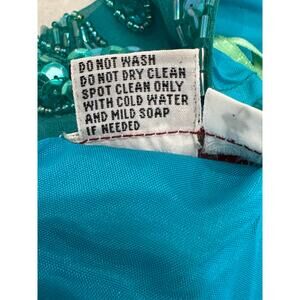 DO NOT WASH
DO NOT DRY CLEAN
SPOT CLEAN ONLY
WITH COLD WATER
AND MILD SOAP
IF NEEDED